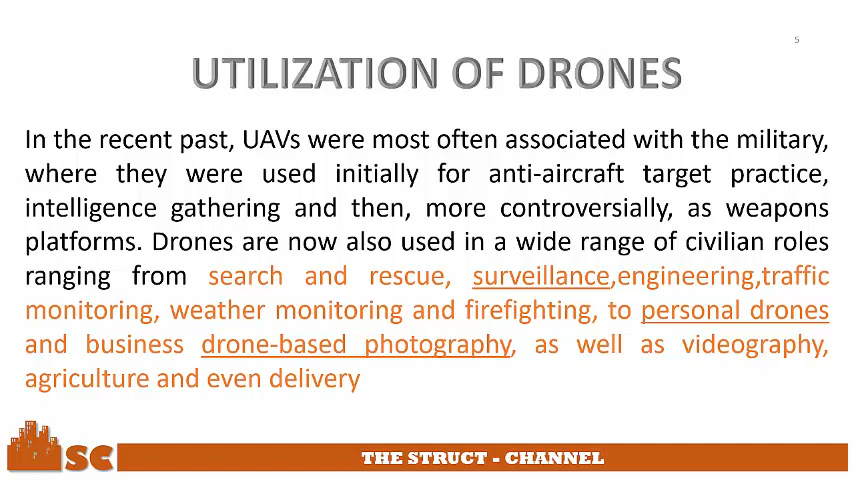 5
UTILIZATION OF DRONES
In the recent past, UAVs were most often associated with the military,
where they were used initially for anti-aircraft target practice,
intelligence gathering and then, more controversially, as weapons
platforms. Drones are now also used in a wide range of civilian roles
ranging from search and rescue, surveillance,engineering,traffic
monitoring, weather monitoring and firefighting, to personal drones
and business drone-based photography, as well as videography,
agriculture and even delivery
SC
THE STRUCT - CHANNEL